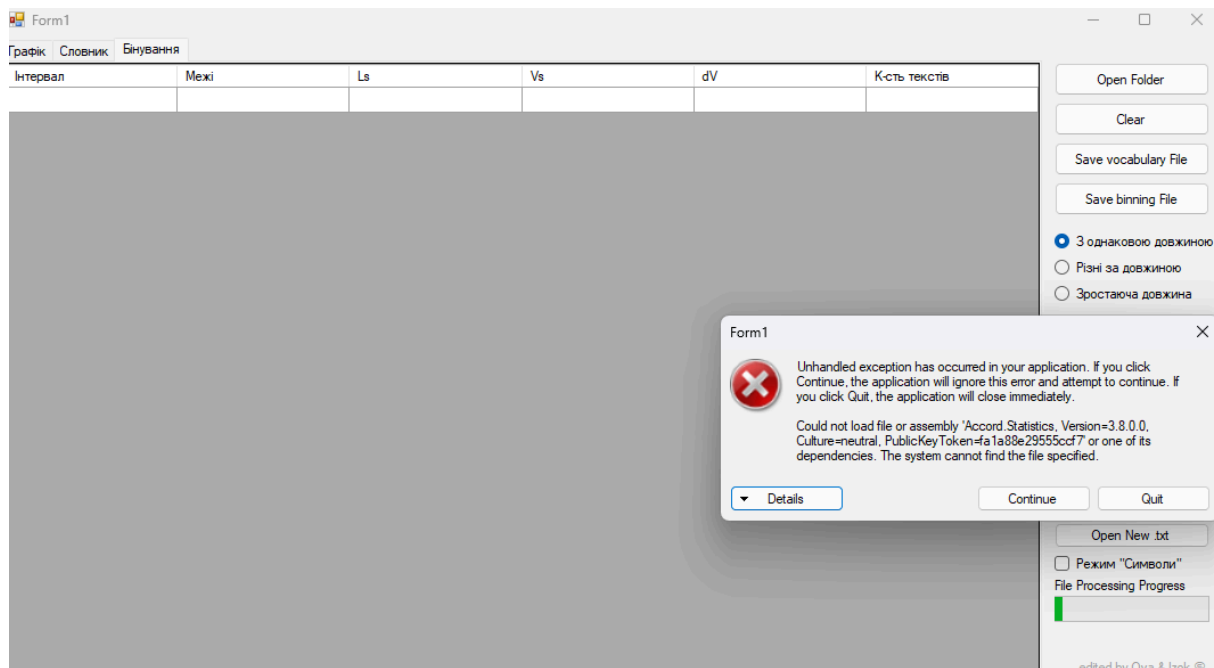 Form1
Графік Словник Бінування
Інтервал Межі Ls Vs dV К-сть текстів
Open Folder
Clear
Save vocabulary File
Save binning File
З однаковою довжиною
Різні за довжиною
Зростаюча довжина
Form1
Unhandled exception has occurred in your application. If you click
Continue, the application will ignore this error and attempt to continue. If
you click Quit, the application will close immediately.
Could not load file or assembly 'Accord.Statistics, Version=3.8.0.0,
Culture=neutral, PublicKeyToken=fa1a88e29555ccf7' or one of its
dependencies. The system cannot find the file specified.
Details Continue Quit
Open New .txt
Режим "Символи"
File Processing Progress
edited by & Izek ®